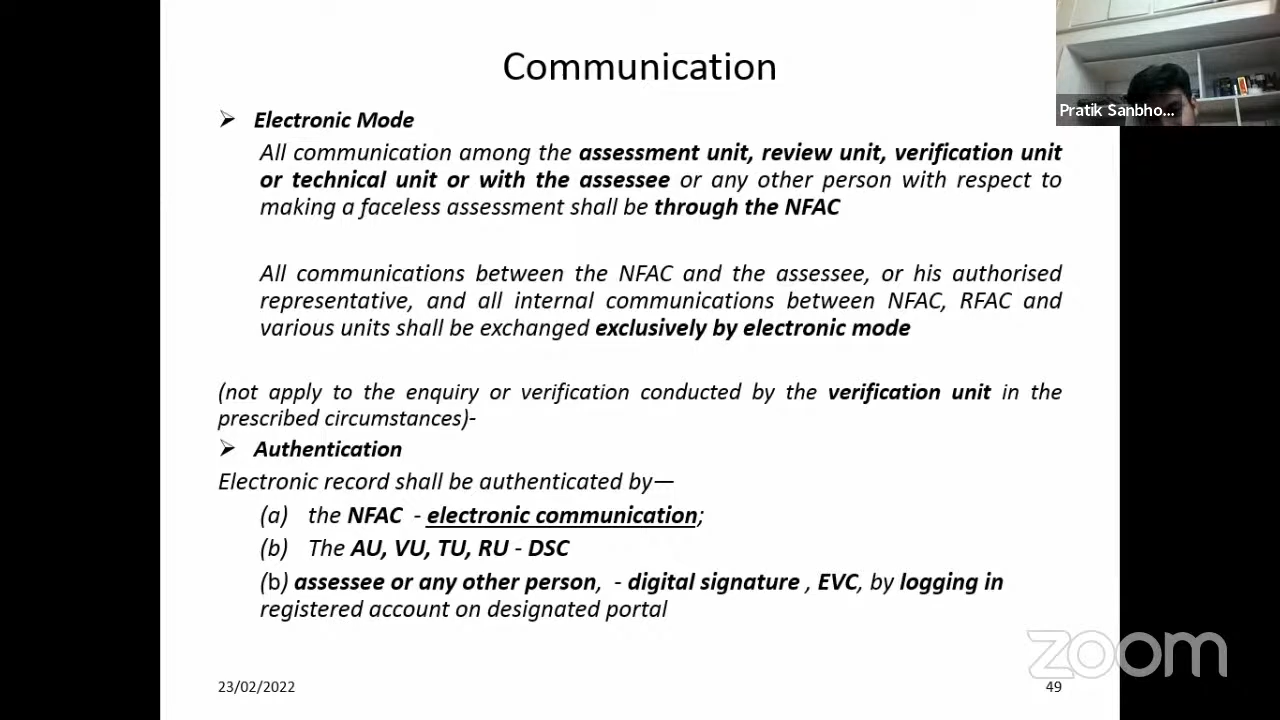 Communication
Pratik Sanbho...
➢ Electronic Mode
All communication among the assessment unit, review unit, verification unit
or technical unit or with the assessee or any other person with respect to
making a faceless assessment shall be through the NFAC
All communications between the NFAC and the assessee, or his authorised
representative, and all internal communications between NFAC, RFAC and
various units shall be exchanged exclusively by electronic mode
(not apply to the enquiry or verification conducted by the verification unit in the
prescribed circumstances)-
➢ Authentication
Electronic record shall be authenticated by—
(a) the NFAC - electronic communication;
(b) The AU, VU, TU, RU - DSC
(b) assessee or any other person, - digital signature , EVC, by logging in
registered account on designated portal
zoom
23/02/2022
49